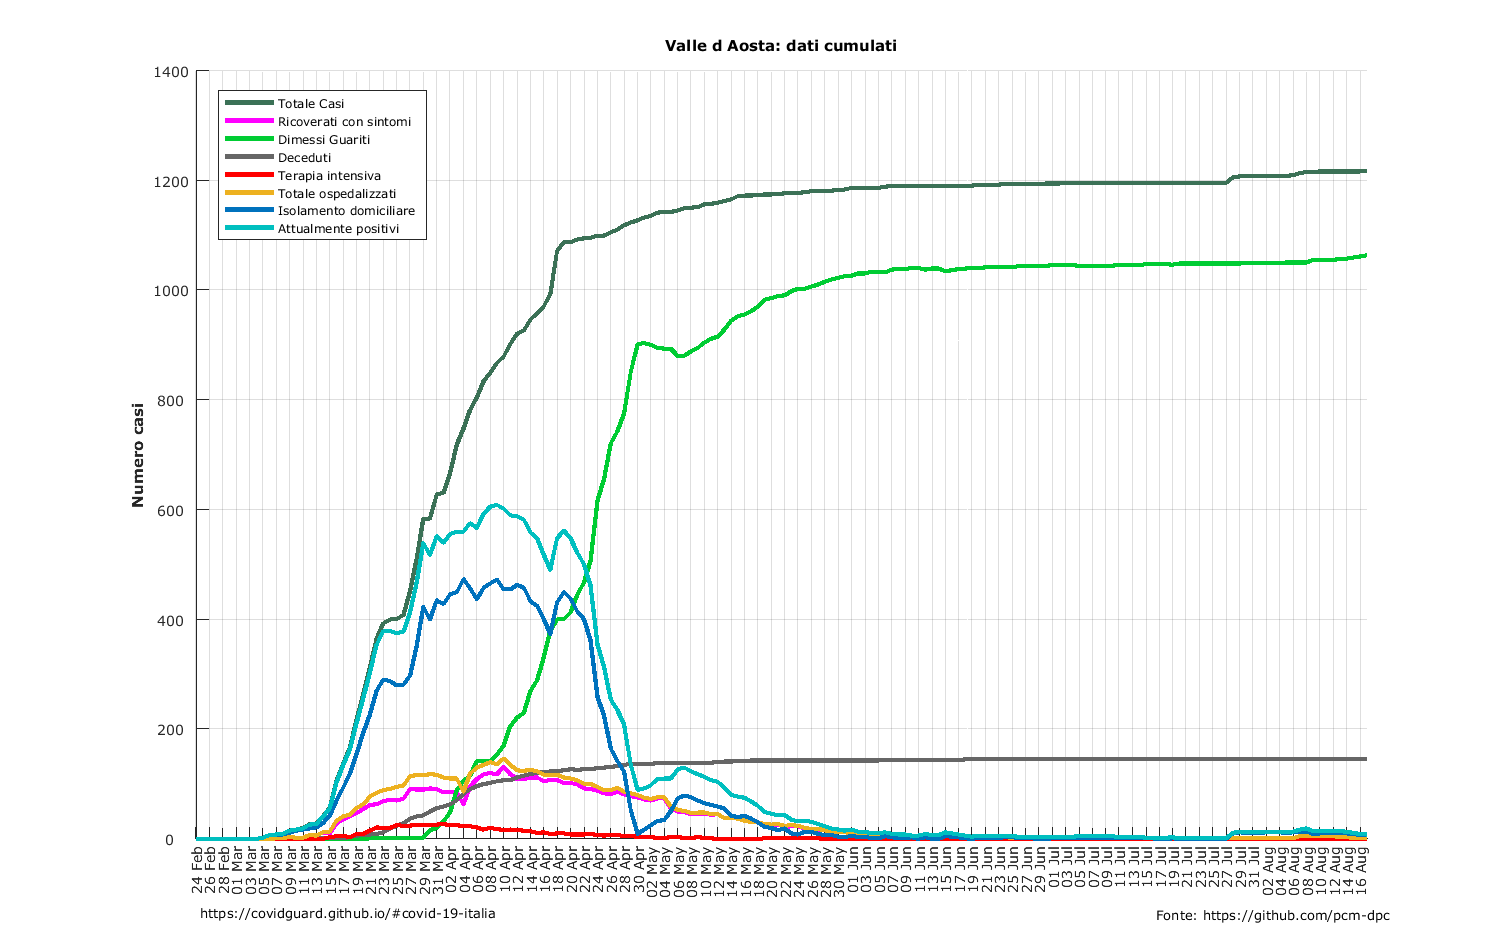 Valle d Aosta: dati cumulati
1400
1200
1000
800
600
400
200
0
Numero casi
Totale Casi
Ricoverati con sintomi
Dimessi Guariti
Deceduti
Terapia intensiva
Totale ospedalizzati
Isolamento domiciliare
Attualmente positivi
24 Feb
26 Feb
28 Feb
01 Mar
03 Mar
05 Mar
07 Mar
09 Mar
11 Mar
13 Mar
15 Mar
17 Mar
19 Mar
21 Mar
23 Mar
25 Mar
27 Mar
29 Mar
31 Mar
02 Apr
04 Apr
06 Apr
08 Apr
10 Apr
12 Apr
14 Apr
16 Apr
18 Apr
20 Apr
22 Apr
24 Apr
26 Apr
28 Apr
30 Apr
02 May
04 May
06 May
08 May
10 May
12 May
14 May
16 May
18 May
20 May
22 May
24 May
26 May
28 May
30 May
01 Jun
03 Jun
05 Jun
07 Jun
09 Jun
11 Jun
13 Jun
15 Jun
17 Jun
19 Jun
21 Jun
23 Jun
25 Jun
27 Jun
29 Jun
01 Jul
03 Jul
05 Jul
07 Jul
09 Jul
11 Jul
13 Jul
15 Jul
17 Jul
19 Jul
21 Jul
23 Jul
25 Jul
27 Jul
29 Jul
31 Jul
02 Aug
04 Aug
06 Aug
08 Aug
10 Aug
12 Aug
14 Aug
16 Aug
https://covidguard.github.io/#covid-19-italia
Fonte: https://github.com/pcm-dpc